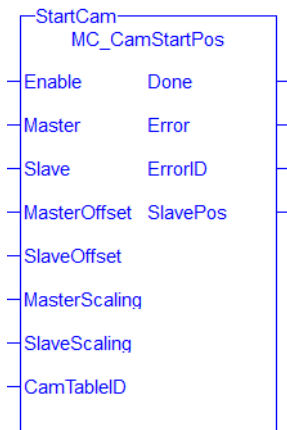 StartCam
MC_CamStartPos
Enable Done
Master Error
Slave ErrorID
MasterOffset SlavePos
SlaveOffset
MasterScaling
SlaveScaling
CamTableID